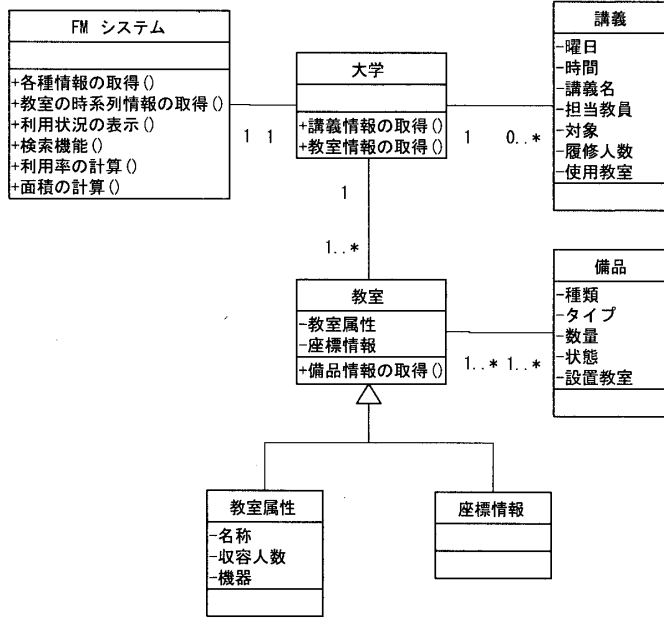 FM システム
+各種情報の取得()
+教室の時系列情報の取得()
+利用状況の表示()
+検索機能()
+利用率の計算()
+面積の計算()
1 1
大学
+講義情報の取得()
+教室情報の取得()
1 0..*
講義
-曜日
-時間
-講義名
-担当教員
-対象
-履修人数
-使用教室
1
1..*
教室
-教室属性
-座標情報
+備品情報の取得()
1..* 1..*
備品
-種類
-タイプ
-数量
-状態
-設置教室
教室属性
-名称
-収容人数
-機器
座標情報